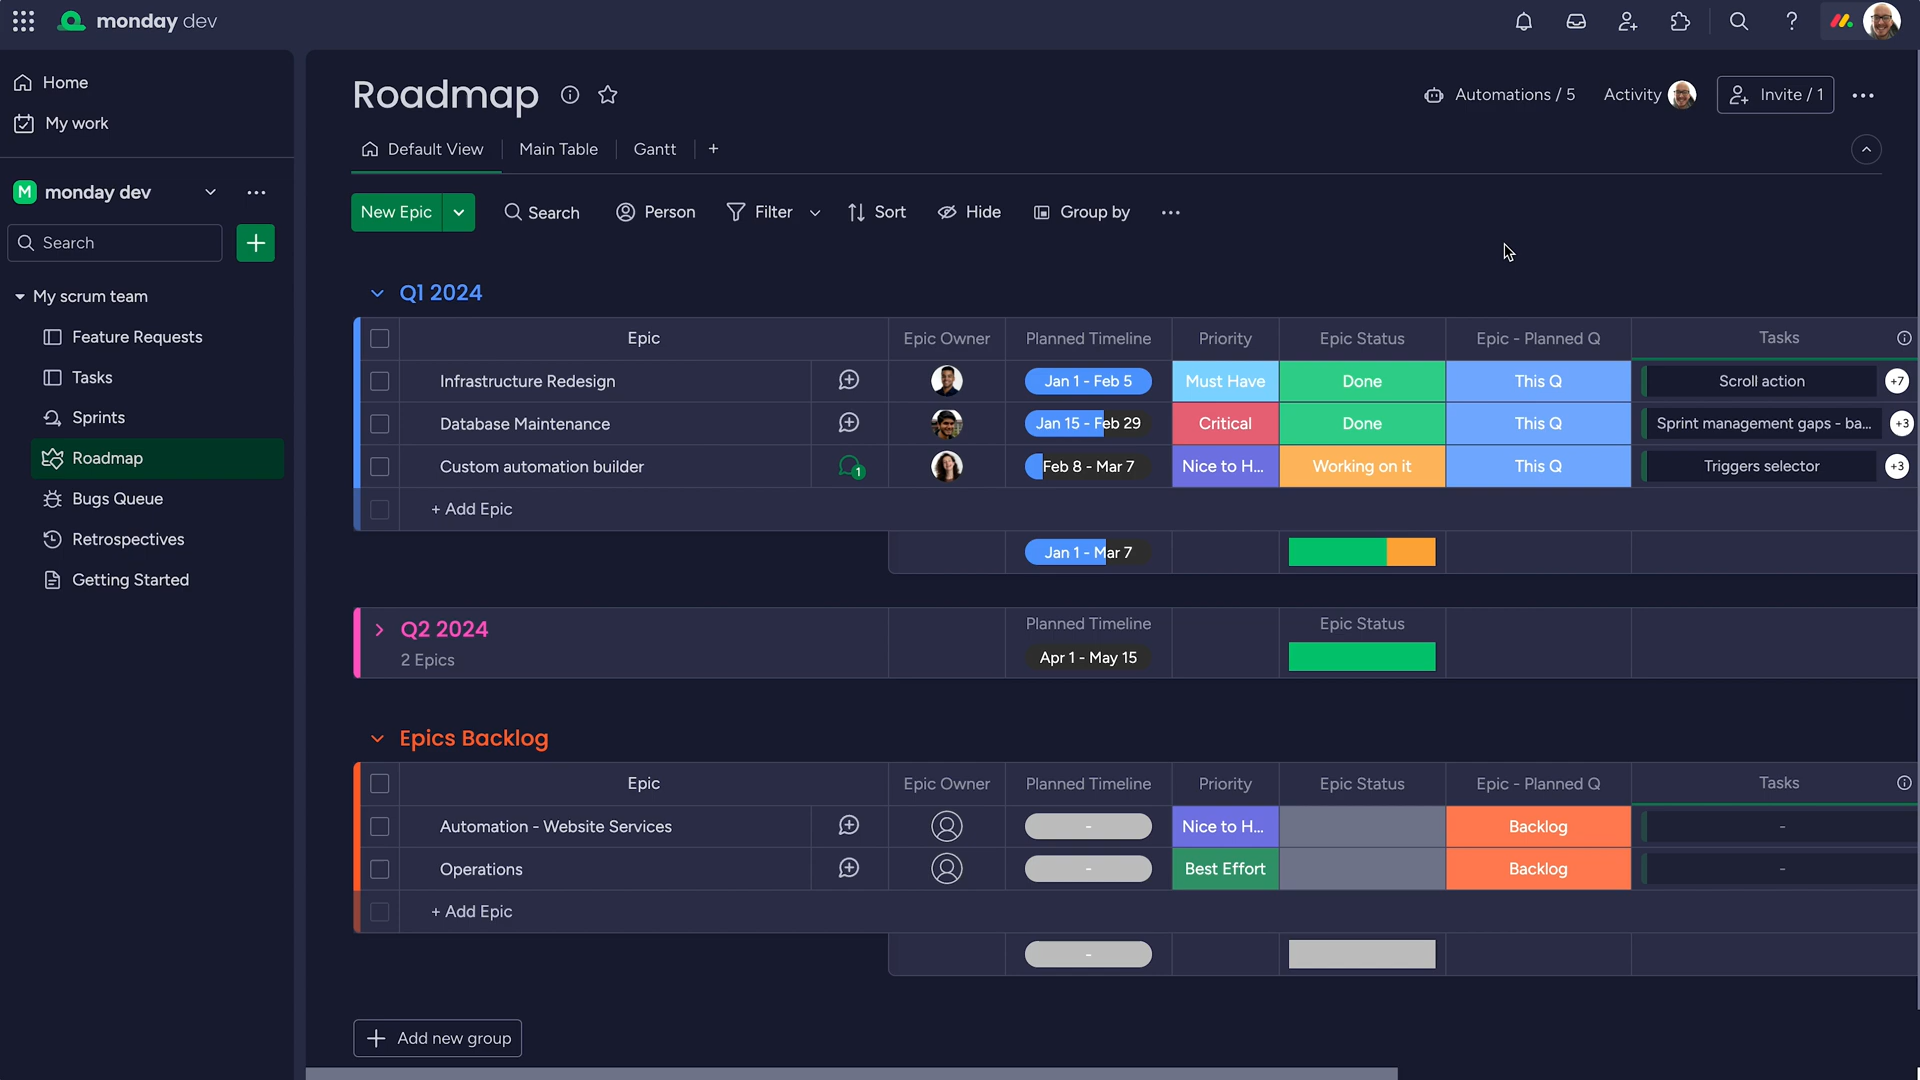 monday dev
Home
My work
M monday dev
Search
My scrum team
Feature Requests
Tasks
Sprints
Roadmap
Bugs Queue
Retrospectives
Getting Started
Roadmap
Automations / 5
Activity
Invite / 1
Default View
Main Table
Gantt
+
New Epic
Search
Person
Filter
Sort
Hide
Group by
Q1 2024
Epic Epic Owner Planned Timeline Priority Epic Status Epic - Planned Q Tasks
Infrastructure Redesign Jan 1 - Feb 5 Must Have Done This Q Scroll action +7
Database Maintenance Jan 15 - Feb 29 Critical Done This Q Sprint management gaps - ba... +3
Custom automation builder 1 Feb 8 - Mar 7 Nice to H... Working on it This Q Triggers selector +3
+ Add Epic
Jan 1 - Mar 7
Q2 2024 Planned Timeline Epic Status
2 Epics Apr 1 - May 15
Epics Backlog
Epic Epic Owner Planned Timeline Priority Epic Status Epic - Planned Q Tasks
Automation - Website Services - Nice to H... Backlog -
Operations - Best Effort Backlog -
+ Add Epic
-
+ Add new group